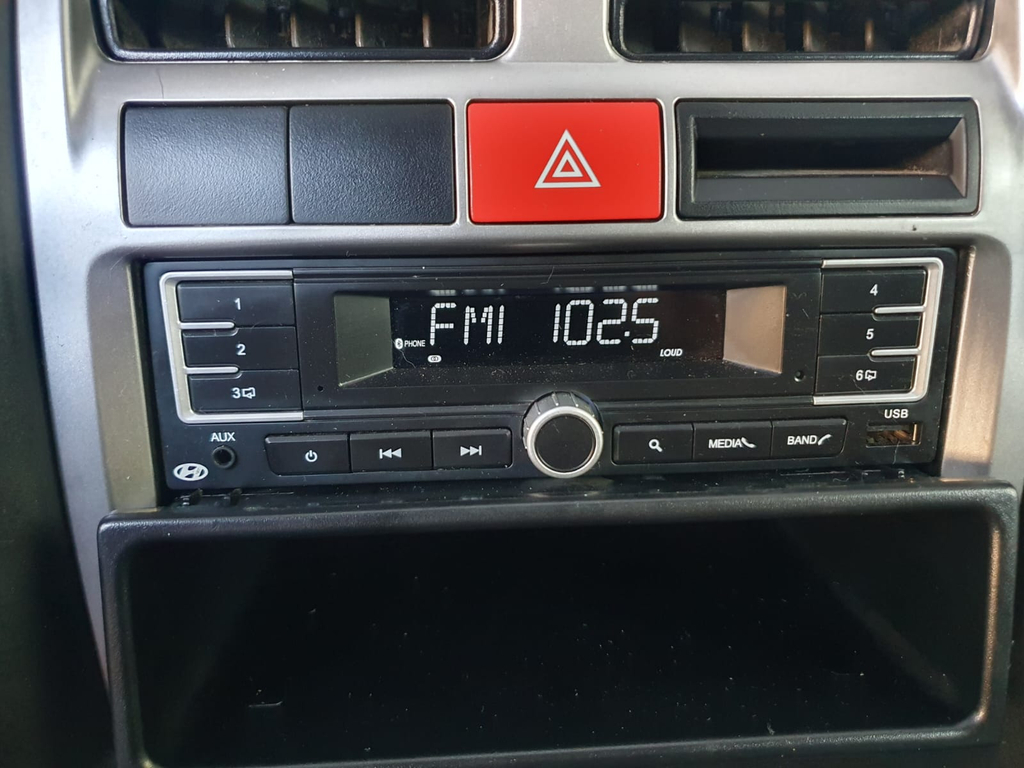 1
2
3
PHONE
FM1 102.5
LOUD
4
5
6
AUX
MEDIA
BAND
USB